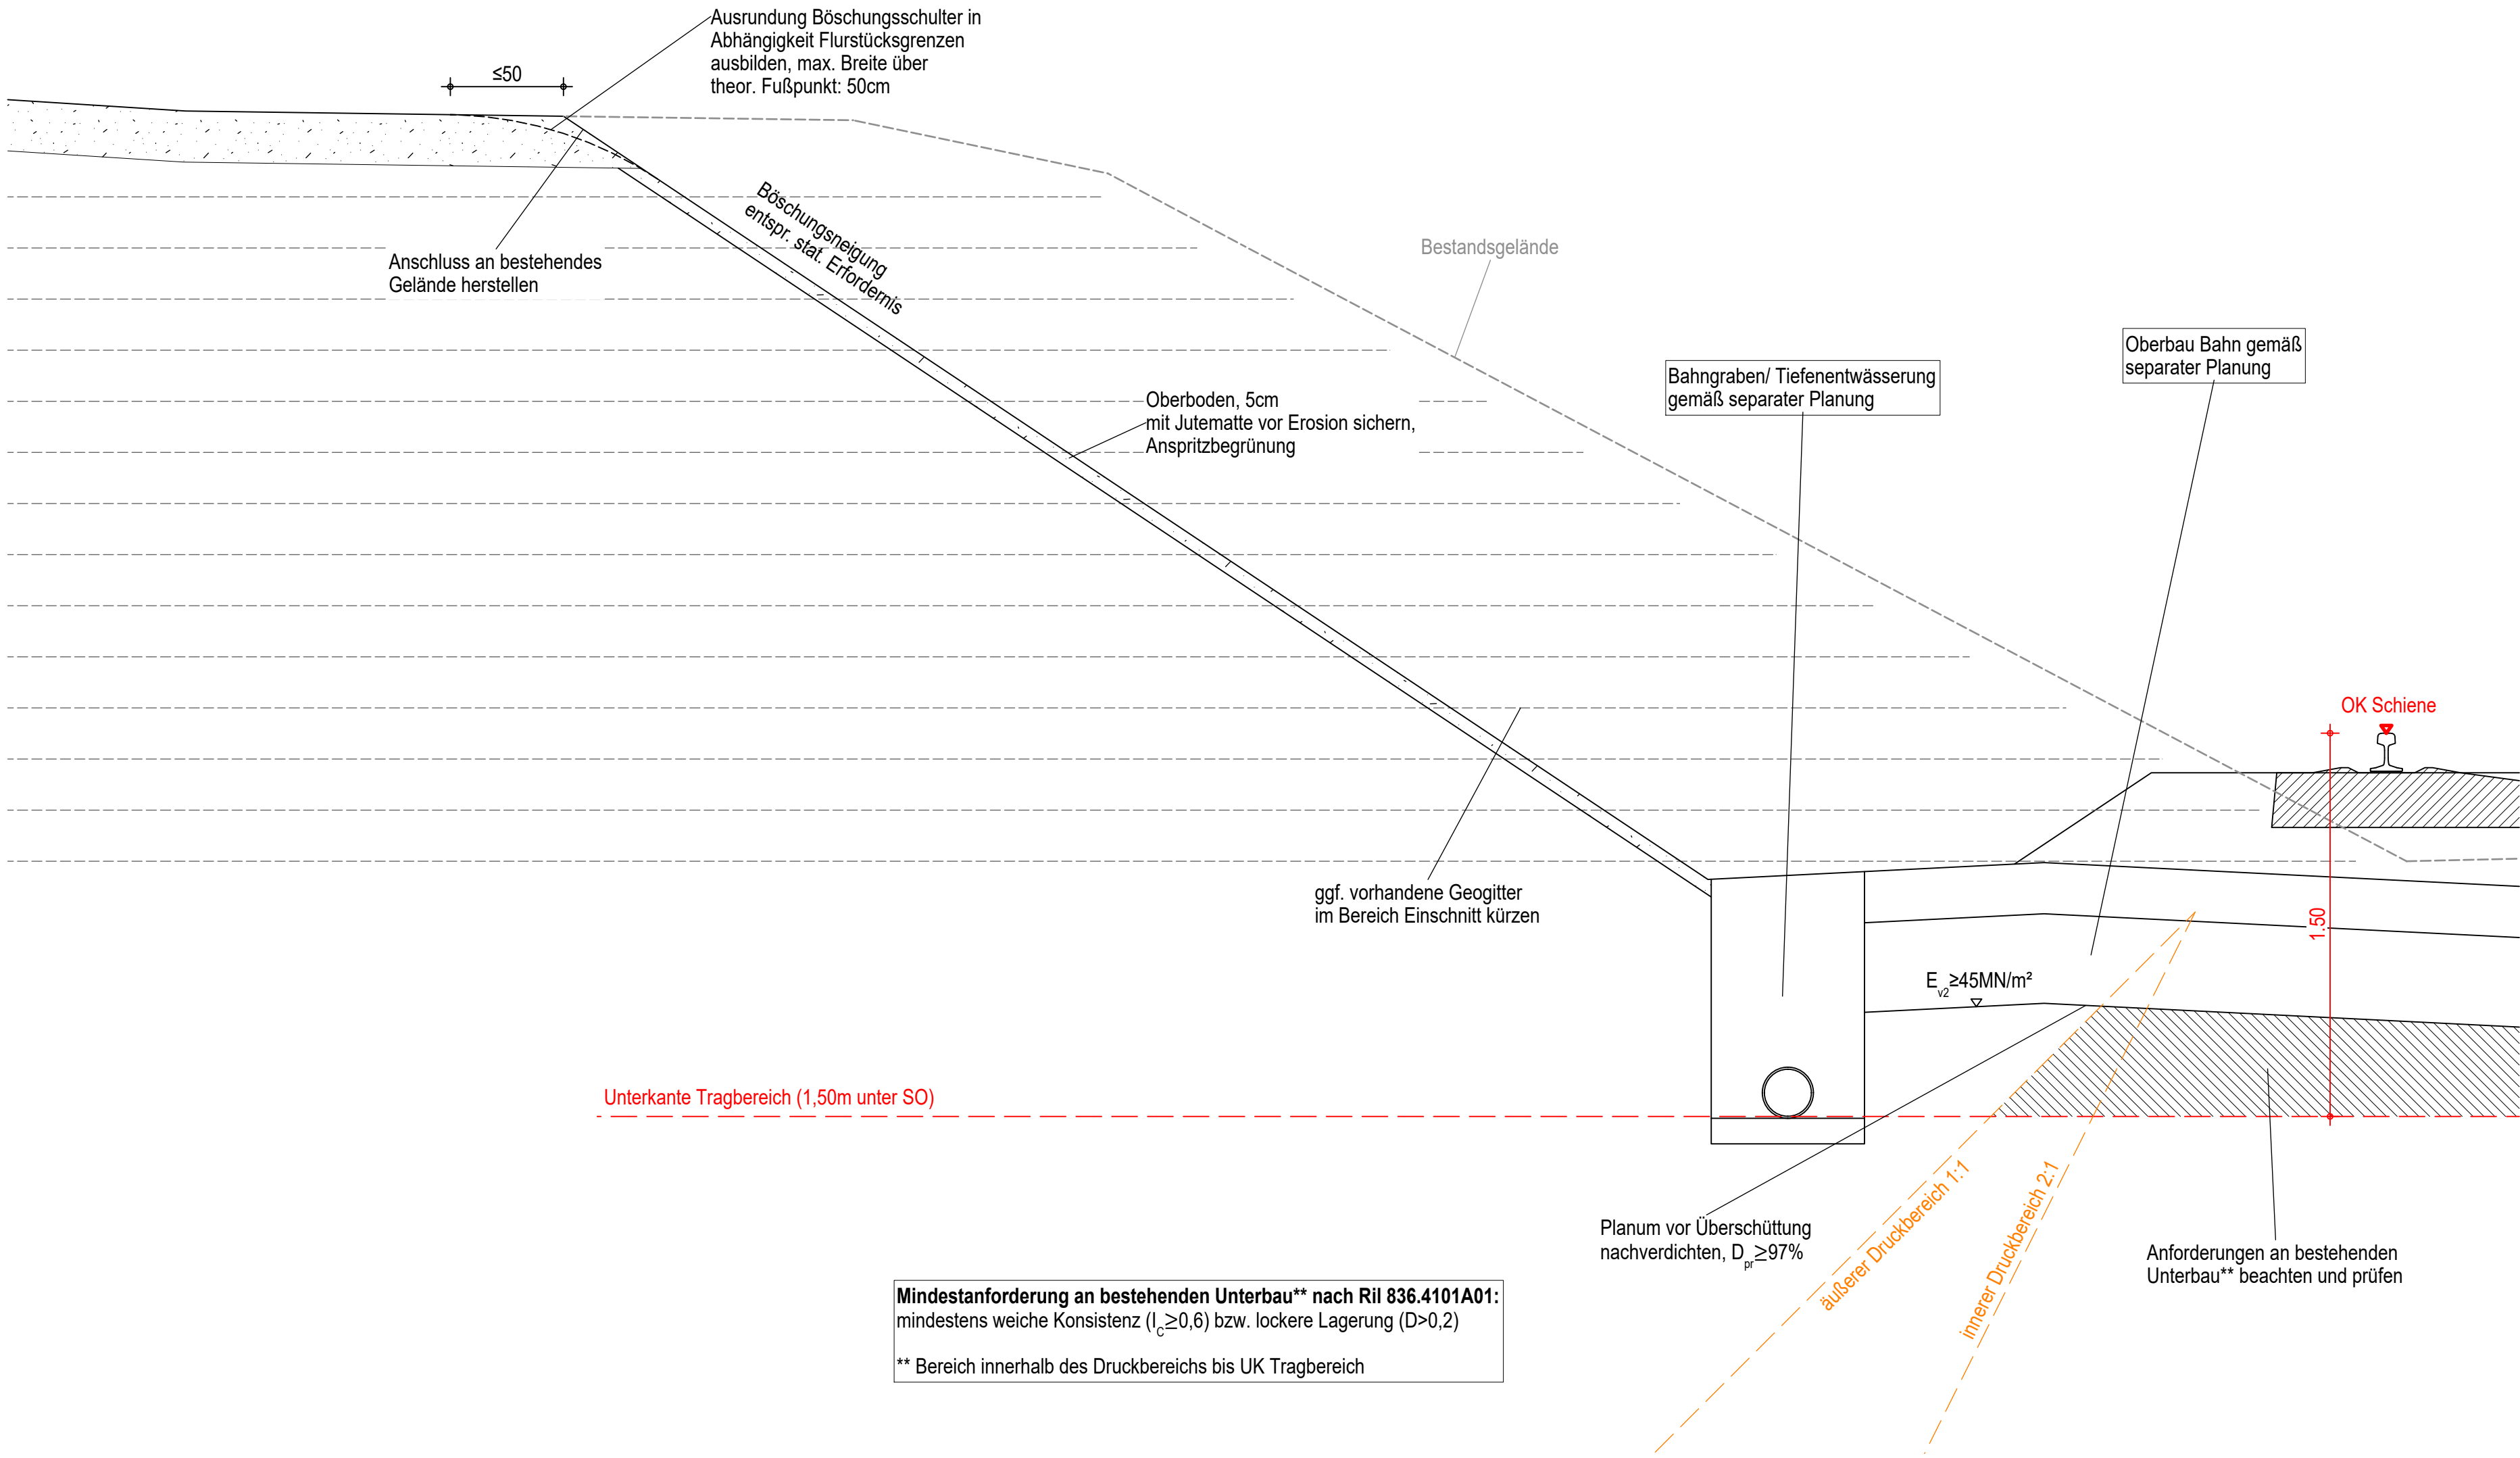 Ausrundung Böschungsschulter in
Abhängigkeit Flurstücksgrenzen
ausbilden, max. Breite über
theor. Fußpunkt: 50cm
≤50
Böschungsneigung
entspr. stat. Erfordernis
Anschluss an bestehendes
Gelände herstellen
Bestandsgelände
Oberbau Bahn gemäß
separater Planung
Bahngraben/ Tiefenentwässerung
gemäß separater Planung
Oberboden, 5cm
mit Jutematte vor Erosion sichern,
Anspritzbegrünung
OK Schiene
ggf. vorhandene Geogitter
im Bereich Einschnitt kürzen
1.50
Ev2≥45MN/m²
Unterkante Tragbereich (1,50m unter SO)
äußerer Druckbereich 1:1
innerer Druckbereich 2:1
Planum vor Überschüttung
nachverdichten, Dpr≥97%
Anforderungen an bestehenden
Unterbau** beachten und prüfen
Mindestanforderung an bestehenden Unterbau** nach Ril 836.4101A01:
mindestens weiche Konsistenz (IC≥0,6) bzw. lockere Lagerung (D>0,2)
** Bereich innerhalb des Druckbereichs bis UK Tragbereich